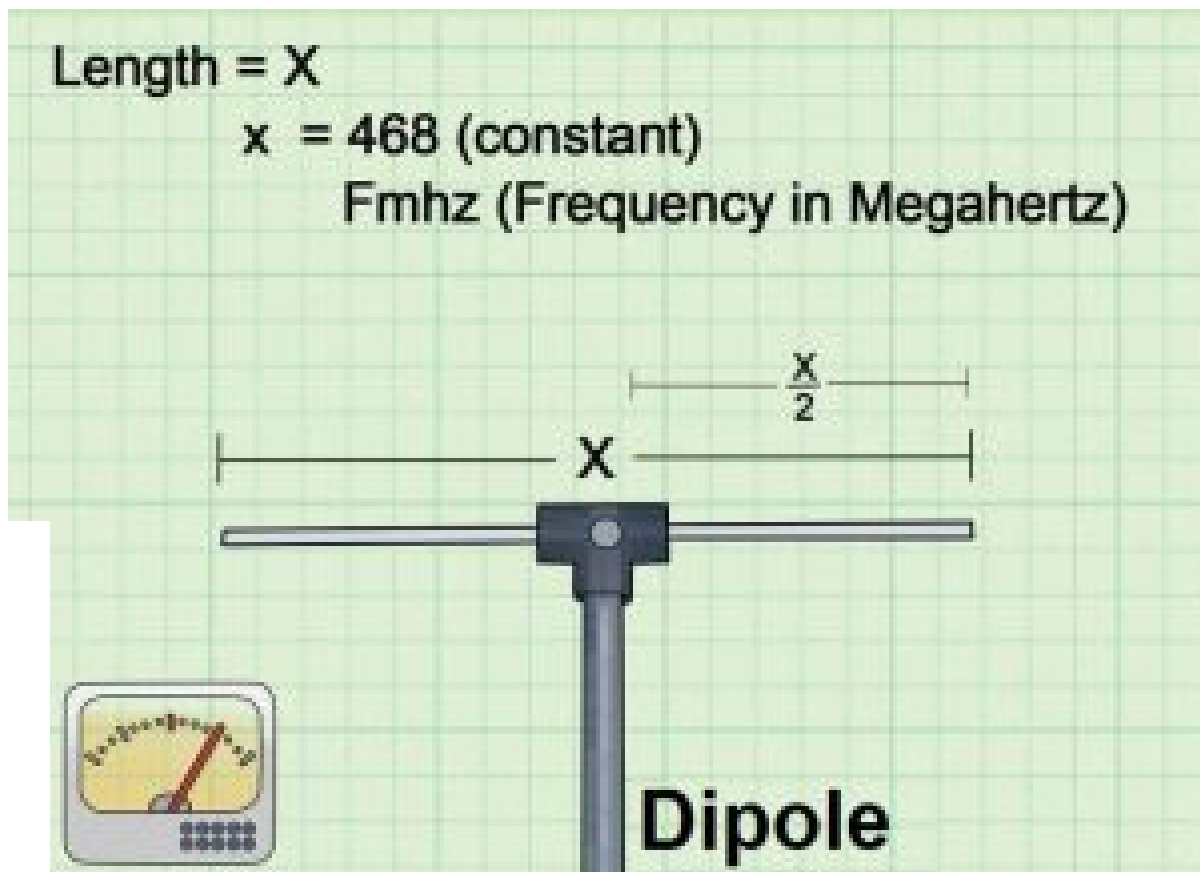 Length = X
x = 468 (constant)
Fmhz (Frequency in Megahertz)
X
2
X
Dipole